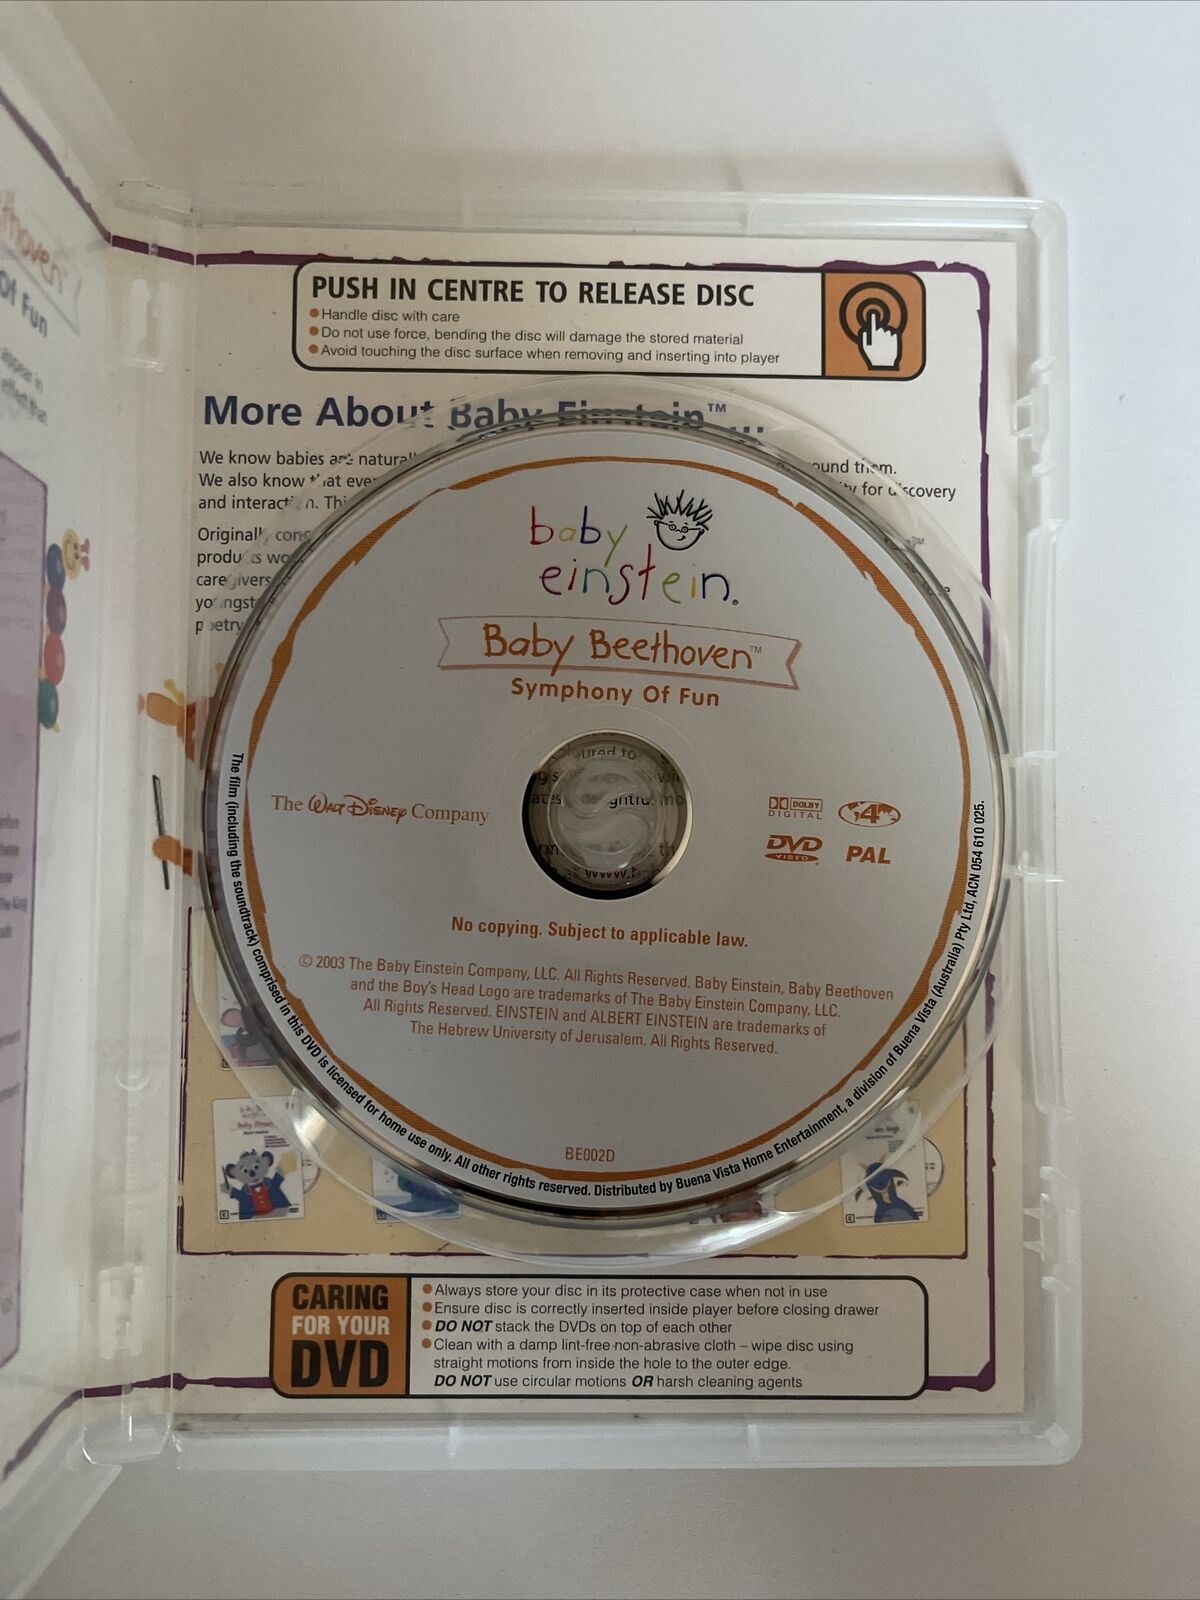 Of Fun
appear in
effect that
PUSH IN CENTRE TO RELEASE DISC
Handle disc with care
Do not use force, bending the disc will damage the stored material
Avoid touching the disc surface when removing and inserting into player
More About Baby Einstein™...
We know babies are
We also know that
for discovery
and
baby
einstein®
Baby Beethoven™
Symphony Of Fun
The Walt Disney Company
DOLBY
DIGITAL
4
DVD
VIDEO
PAL
No copying. Subject to applicable law.
© 2003 The Baby Einstein Company, LLC. All Rights Reserved. Baby Einstein, Baby Beethoven
and the Boy's Head Logo are trademarks of The Baby Einstein Company, LLC.
All Rights Reserved. EINSTEIN and ALBERT EINSTEIN are trademarks of
The Hebrew University of Jerusalem. All Rights Reserved.
BE002D
The film (including the soundtrack) comprised in this DVD is licensed for home use only. All other rights reserved. Distributed by Buena Vista Home Entertainment, a division of Buena Vista (Australia) Pty Ltd, ACN 054 610 025.
CARING
FOR YOUR
DVD
Always store your disc in its protective case when not in use
Ensure disc is correctly inserted inside player before closing drawer
DO NOT stack the DVDs on top of each other
Clean with a damp lint-free non-abrasive cloth – wipe disc using
straight motions from inside the hole to the outer edge.
DO NOT use circular motions OR harsh cleaning agents